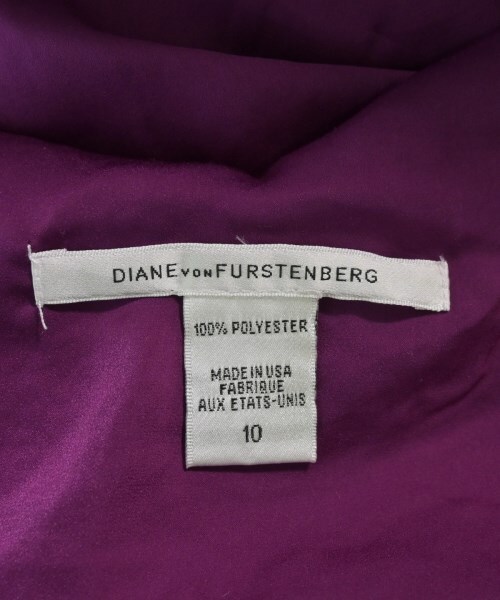 DIANE VON FURSTENBERG
100% POLYESTER
MADE IN USA
FABRIQUE
AUX ETATS-UNIS
10